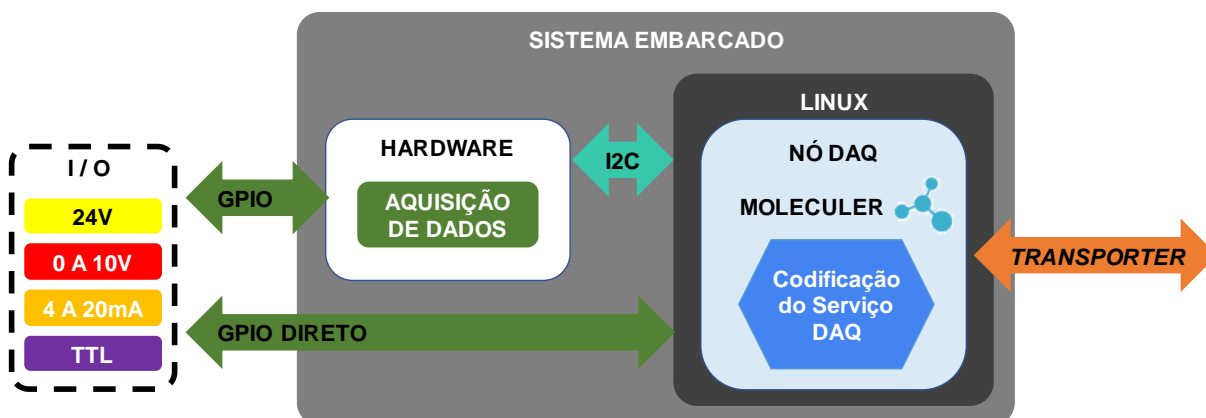 SISTEMA EMBARCADO
LINUX
I / O
24V
0 A 10V
4 A 20mA
TTL
GPIO
GPIO DIRETO
HARDWARE
AQUISIÇÃO
DE DADOS
I2C
NÓ DAQ
MOLECULER
Codificação
do Serviço
DAQ
TRANSPORTER